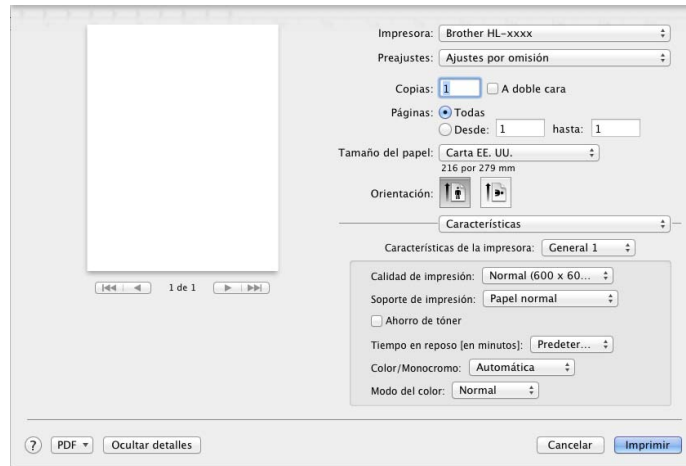 Impresora: Brother HL-xxxx
Preajustes: Ajustes por omisión
Copias: 1 A doble cara
Páginas: Todas
Desde: 1 hasta: 1
Tamaño del papel: Carta EE. UU.
216 por 279 mm
Orientación:
Características
Características de la impresora: General 1
Calidad de impresión: Normal (600 x 60...
Soporte de impresión: Papel normal
Ahorro de tóner
Tiempo en reposo [en minutos]: Predeter...
Color/Monocromo: Automática
Modo del color: Normal
1 de 1
? PDF Ocultar detalles Cancelar Imprimir